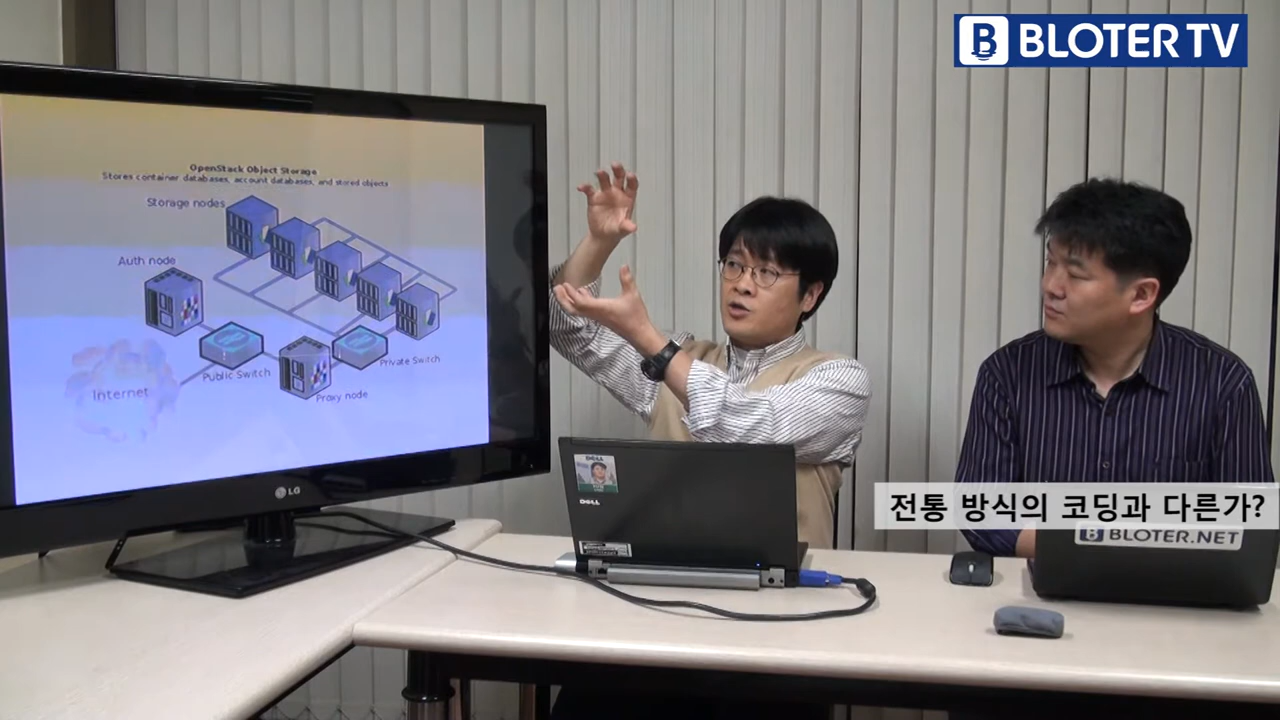 B BLOTER TV
OpenStack Object Storage
Stores container databases, account databases, and stored objects
Storage nodes
Auth node
Internet
Public Switch
Proxy node
Private Switch
LG
DELL
DELL
전통 방식의 코딩과 다른가?
B BLOTER.NET